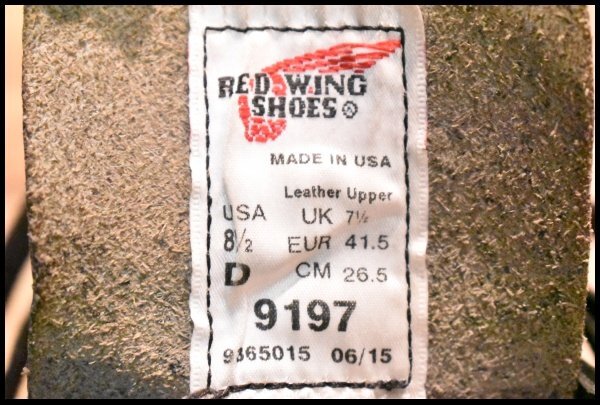 RED WING
SHOES®
MADE IN USA
Leather Upper
USA UK 7½
8½ EUR 41.5
D CM 26.5
9197
9365015 06/15